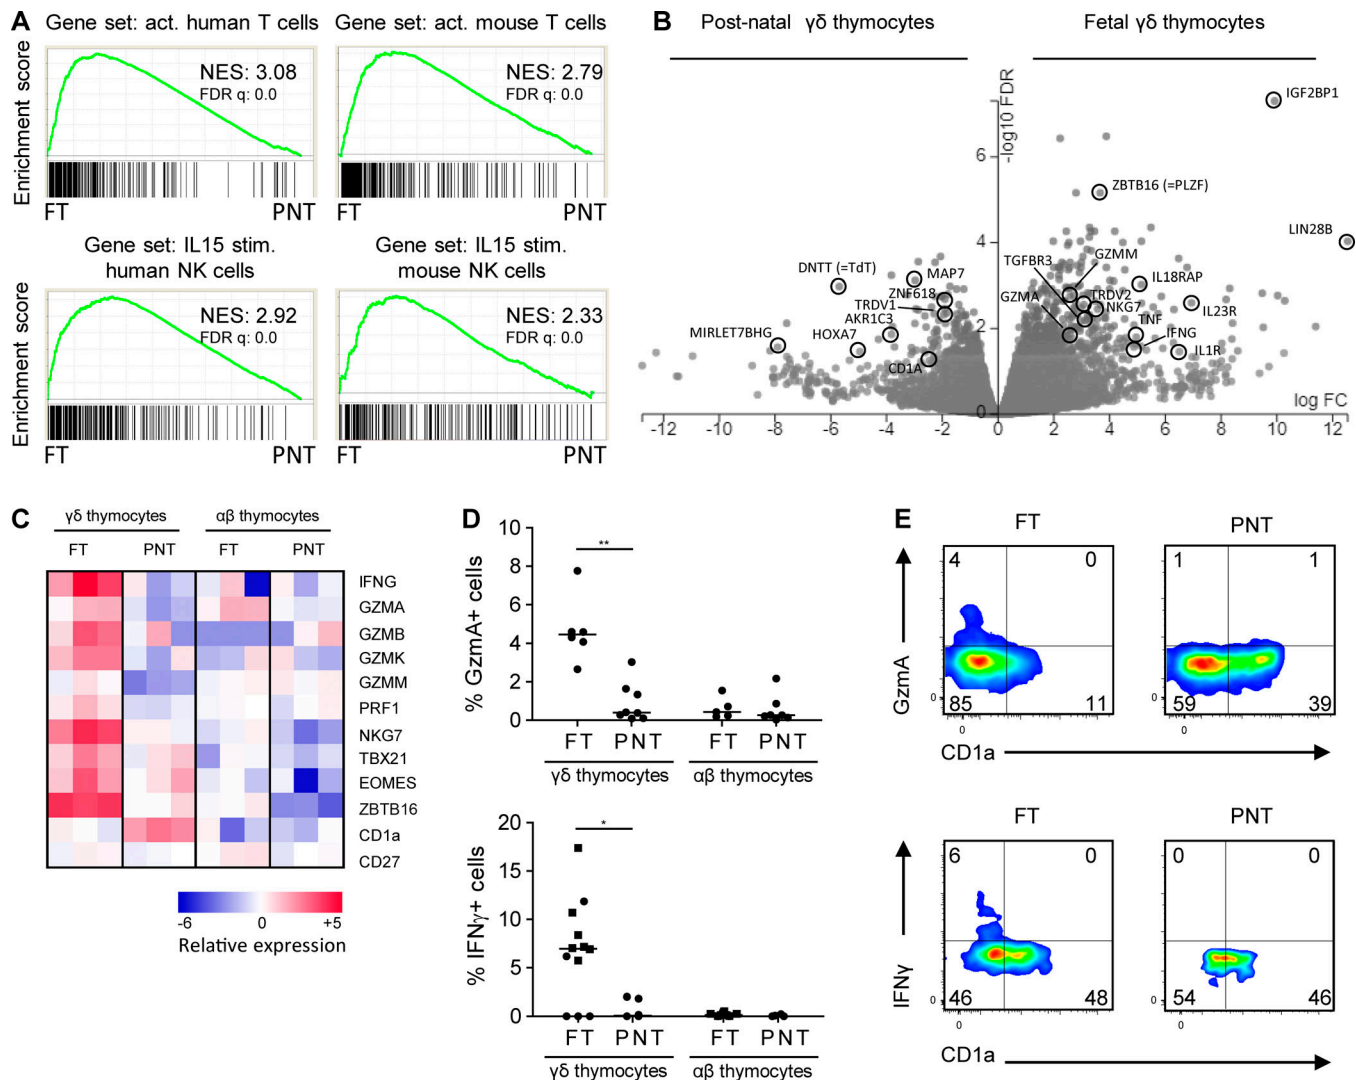 A
Gene set: act. human T cells
Gene set: act. mouse T cells
Enrichment score
NES: 3.08
FDR q: 0.0
NES: 2.79
FDR q: 0.0
FT
PNT
FT
PNT
Gene set: IL15 stim.
human NK cells
Gene set: IL15 stim.
mouse NK cells
Enrichment score
NES: 2.92
FDR q: 0.0
NES: 2.33
FDR q: 0.0
FT
PNT
FT
PNT
B
Post-natal γδ thymocytes
Fetal γδ thymocytes
-log10 FDR
IGF2BP1
6
ZBTB16 (=PLZF)
LIN28B
4
TGFBR3
GZMM
DNTT (=TdT)
MAP7
IL18RAP
ZNF618
GZMA
TRDV2
TRDV1
NKG7
IL23R
AKR1C3
TNF
2
MIRLET7BHG
HOXA7
IFNG
IL1R
CD1A
0
log FC
-12 -10 -8 -6 -4 -2 0 2 4 6 8 10 12
C
γδ thymocytes
αβ thymocytes
FT
PNT
FT
PNT
IFNG
GZMA
GZMB
GZMK
GZMM
PRF1
NKG7
TBX21
EOMES
ZBTB16
CD1a
CD27
-6 0 +5
Relative expression
D
% GzmA+ cells
10
8
6
4
2
0
**
FT PNT FT PNT
γδ thymocytes
αβ thymocytes
% IFNγ+ cells
20
15
10
5
0
*
FT PNT FT PNT
γδ thymocytes
αβ thymocytes
E
FT
PNT
GzmA
4 0
85 11
0
0
1 1
59 39
0
0
CD1a
FT
PNT
IFNγ
6 0
46 48
0
0
0 0
54 46
0
0
CD1a